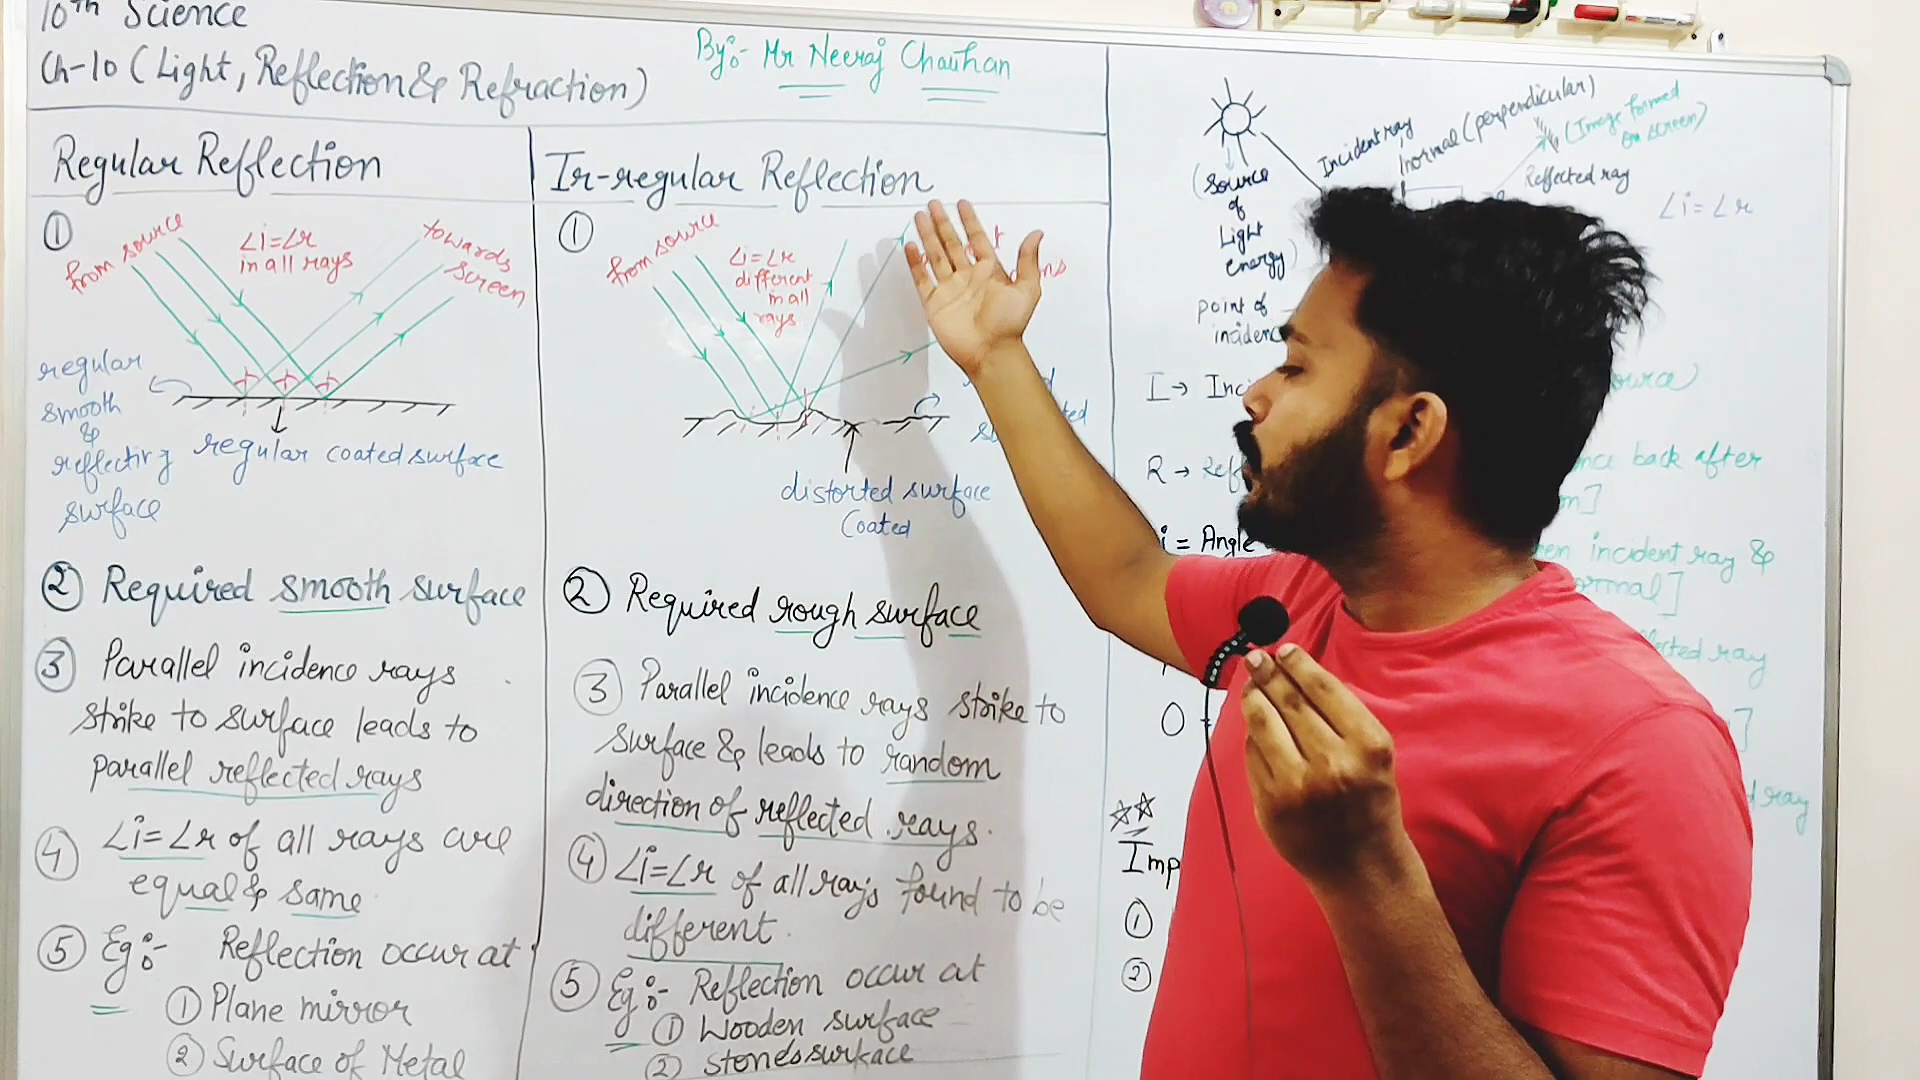 10th Science
Ch-10 (Light, Reflection & Refraction)
By:- Mr Neeraj Chauhan
Regular Reflection
①
from source
∠i=∠r
in all rays
towards
screen
regular
smooth
&
reflecting
surface
regular coated surface
② Required smooth surface
③ Parallel incidence rays
strike to surface leads to
parallel reflected rays
④ ∠i=∠r of all rays are
equal & same
⑤ Eg:- Reflection occur at
① Plane mirror
② Surface of Metal
Ir-regular Reflection
①
from source
∠i=∠r
different
in all
rays
distorted surface
coated
② Required rough surface
③ Parallel incidence rays strike to
surface & leads to random
direction of reflected rays.
④ ∠i=∠r of all rays found to be
different.
⑤ Eg:- Reflection occur at
① Wooden surface
② stones surface
(Source
of
Light
energy)
Incident ray
normal (perpendicular)
(Image formed
on screen)
Reflected ray
∠i=∠r
point of
I →
R →
back after
i = Angle
incident ray &
ray
O
ray
☆☆
Imp
①
②